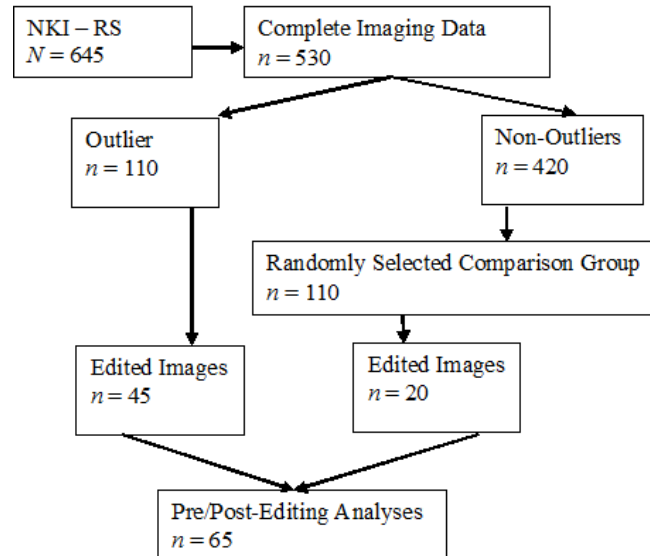 NKI – RS
N = 645
Complete Imaging Data
n = 530
Outlier
n = 110
Non-Outliers
n = 420
Randomly Selected Comparison Group
n = 110
Edited Images
n = 45
Edited Images
n = 20
Pre/Post-Editing Analyses
n = 65